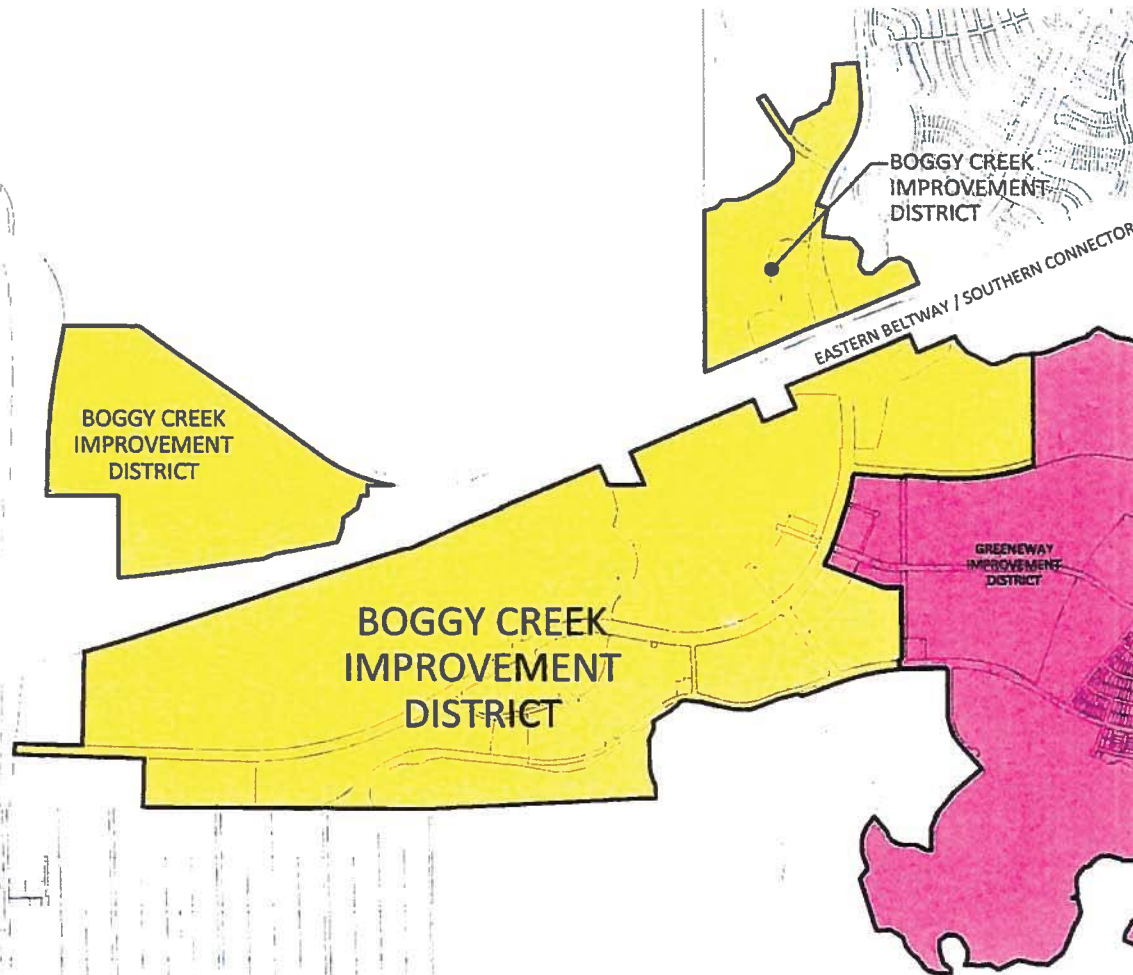 BOGGY CREEK
IMPROVEMENT
DISTRICT
EASTERN BELTWAY / SOUTHERN CONNECTOR
BOGGY CREEK
IMPROVEMENT
DISTRICT
GREENEWAY
IMPROVEMENT
DISTRICT
BOGGY CREEK
IMPROVEMENT
DISTRICT